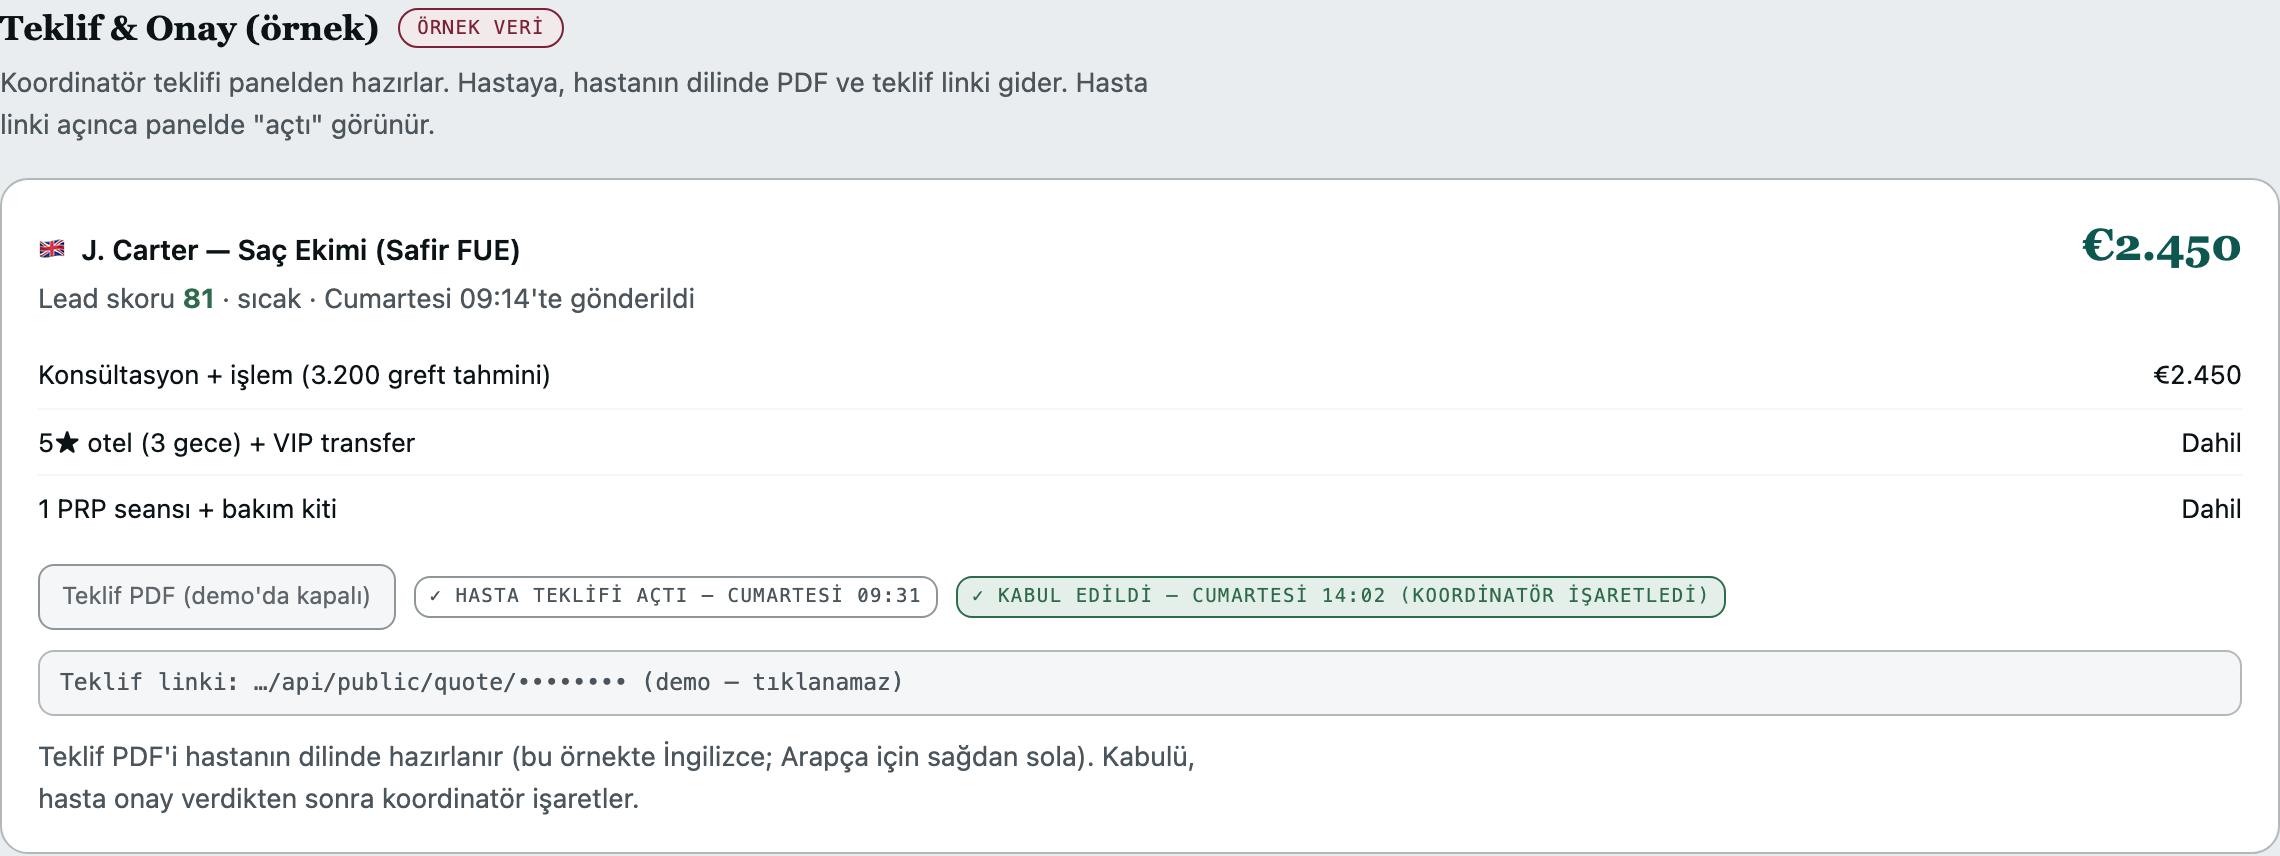 Teklif & Onay (örnek) ÖRNEK VERİ
Koordinatör teklifi panelden hazırlar. Hastaya, hastanın dilinde PDF ve teklif linki gider. Hasta
linki açınca panelde "açtı" görünür.
J. Carter — Saç Ekimi (Safir FUE) €2.450
Lead skoru 81 · sıcak · Cumartesi 09:14'te gönderildi
Konsültasyon + işlem (3.200 greft tahmini) €2.450
5★ otel (3 gece) + VIP transfer Dahil
1 PRP seansı + bakım kiti Dahil
Teklif PDF (demo'da kapalı) ✓ HASTA TEKLİFİ AÇTI — CUMARTESİ 09:31 ✓ KABUL EDİLDİ — CUMARTESİ 14:02 (KOORDİNATÖR İŞARETLEDİ)
Teklif linki: …/api/public/quote/•••••••• (demo — tıklanamaz)
Teklif PDF'i hastanın dilinde hazırlanır (bu örnekte İngilizce; Arapça için sağdan sola). Kabulü,
hasta onay verdikten sonra koordinatör işaretler.